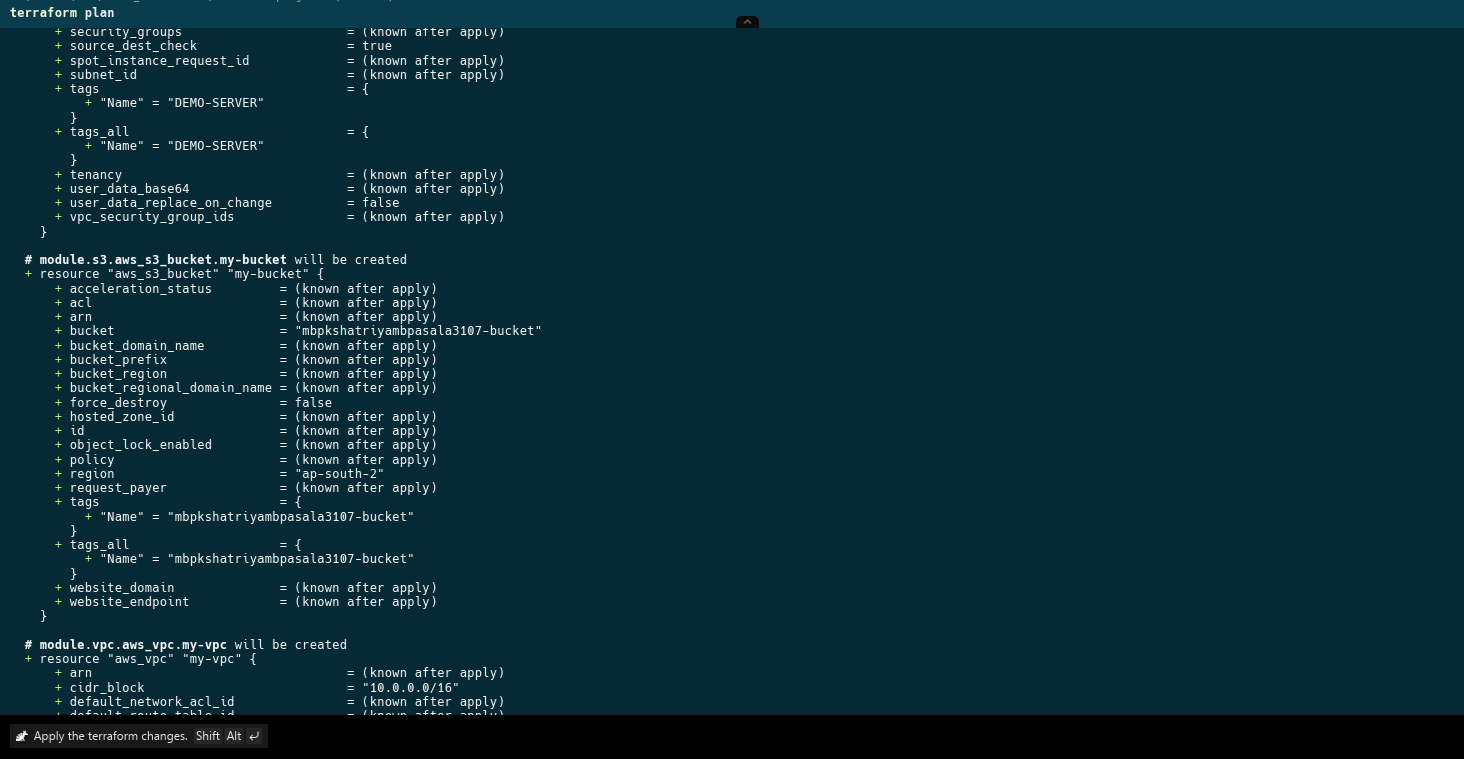 terraform plan
+ security_groups = (known after apply)
+ source_dest_check = true
+ spot_instance_request_id = (known after apply)
+ subnet_id = (known after apply)
+ tags = {
+ "Name" = "DEMO-SERVER"
}
+ tags_all = {
+ "Name" = "DEMO-SERVER"
}
+ tenancy = (known after apply)
+ user_data_base64 = (known after apply)
+ user_data_replace_on_change = false
+ vpc_security_group_ids = (known after apply)
}
# module.s3.aws_s3_bucket.my-bucket will be created
+ resource "aws_s3_bucket" "my-bucket" {
+ acceleration_status = (known after apply)
+ acl = (known after apply)
+ arn = (known after apply)
+ bucket = "mbpkshatriyambpasala3107-bucket"
+ bucket_domain_name = (known after apply)
+ bucket_prefix = (known after apply)
+ bucket_region = (known after apply)
+ bucket_regional_domain_name = (known after apply)
+ force_destroy = false
+ hosted_zone_id = (known after apply)
+ id = (known after apply)
+ object_lock_enabled = (known after apply)
+ policy = (known after apply)
+ region = "ap-south-2"
+ request_payer = (known after apply)
+ tags = {
+ "Name" = "mbpkshatriyambpasala3107-bucket"
}
+ tags_all = {
+ "Name" = "mbpkshatriyambpasala3107-bucket"
}
+ website_domain = (known after apply)
+ website_endpoint = (known after apply)
}
# module.vpc.aws_vpc.my-vpc will be created
+ resource "aws_vpc" "my-vpc" {
+ arn = (known after apply)
+ cidr_block = "10.0.0.0/16"
+ default_network_acl_id = (known after apply)
+ default_route_table_id = (known after apply)
Apply the terraform changes. Shift Alt ⏎